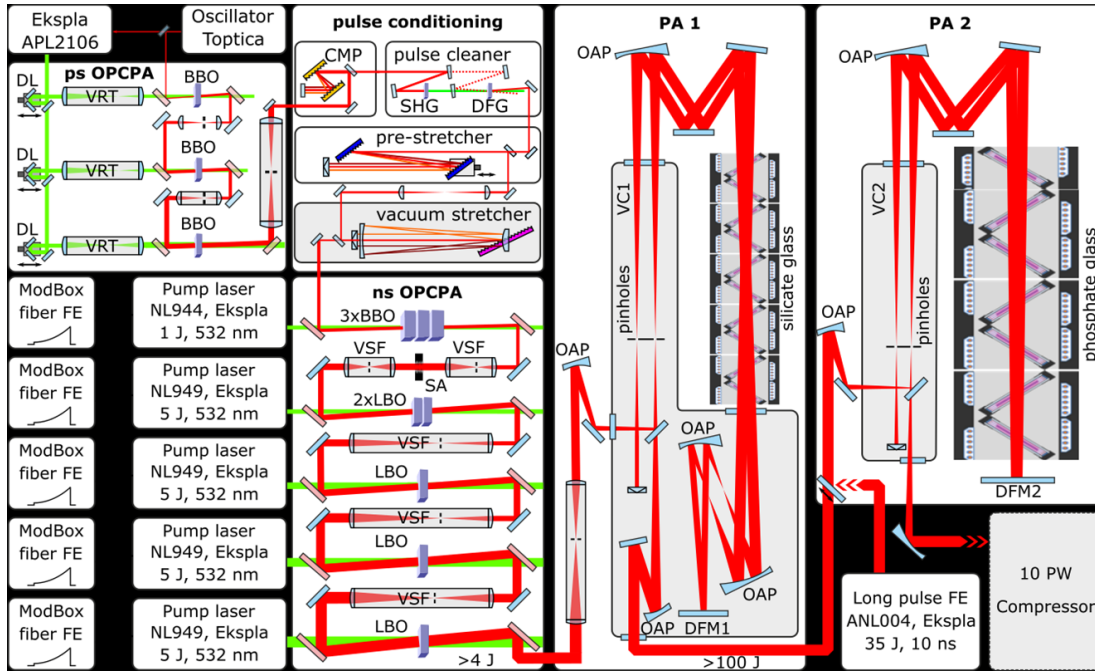 Ekspla
APL2106
Oscillator
Toptica
ps OPCPA
DL
VRT
BBO
DL
VRT
BBO
DL
VRT
BBO
pulse conditioning
CMP
pulse cleaner
SHG
DFG
pre-stretcher
vacuum stretcher
ModBox
fiber FE
Pump laser
NL944, Ekspla
1 J, 532 nm
ModBox
fiber FE
Pump laser
NL949, Ekspla
5 J, 532 nm
ModBox
fiber FE
Pump laser
NL949, Ekspla
5 J, 532 nm
ModBox
fiber FE
Pump laser
NL949, Ekspla
5 J, 532 nm
ModBox
fiber FE
Pump laser
NL949, Ekspla
5 J, 532 nm
ns OPCPA
3xBBO
VSF
VSF
SA
2xLBO
VSF
LBO
VSF
LBO
VSF
LBO
>4 J
PA 1
OAP
VC1
pinholes
silicate glass
OAP
OAP
OAP
OAP
DFM1
>100 J
PA 2
OAP
VC2
pinholes
phosphate glass
OAP
DFM2
Long pulse FE
ANL004, Ekspla
35 J, 10 ns
10 PW
Compressor